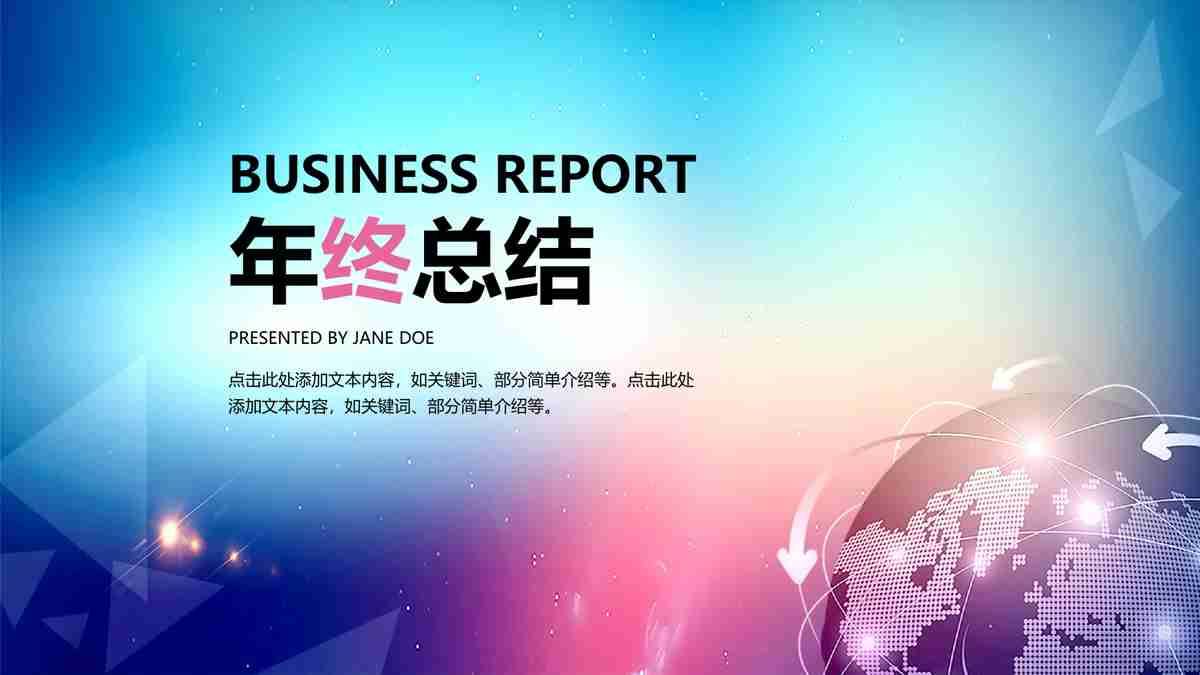 BUSINESS REPORT
年终总结
PRESENTED BY JANE DOE
点击此处添加文本内容，如关键词、部分简单介绍等。点击此处
添加文本内容，如关键词、部分简单介绍等。